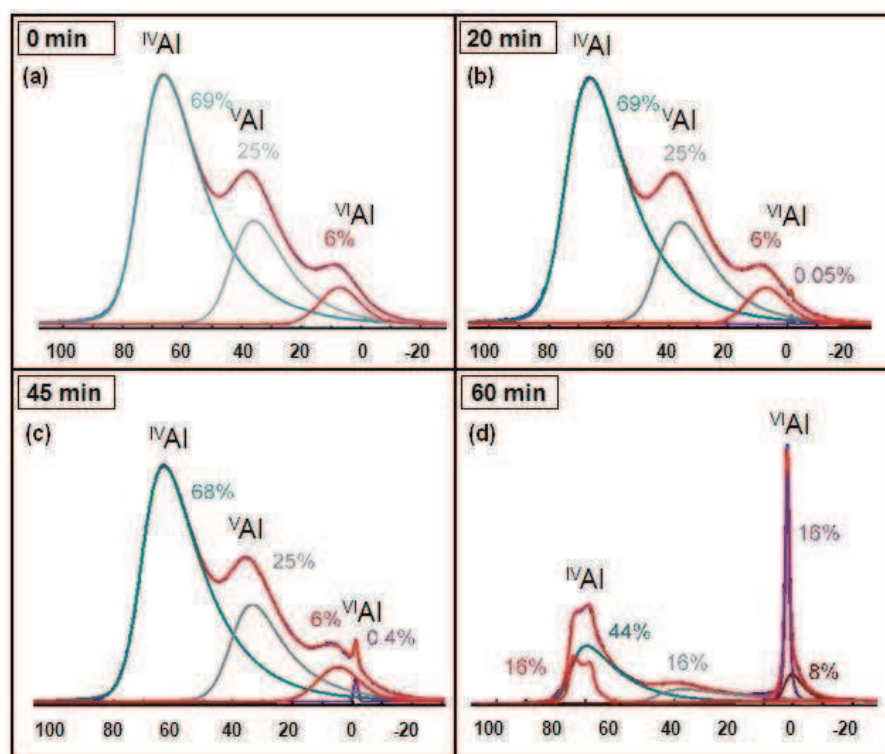 0 min
(a)
IVAl
69%
VAl
25%
VIAl
6%
100 80 60 40 20 0 -20
20 min
(b)
IVAl
69%
VAl
25%
VIAl
6%
0.05%
100 80 60 40 20 0 -20
45 min
(c)
IVAl
68%
VAl
25%
VIAl
6%
0.4%
100 80 60 40 20 0 -20
60 min
(d)
VIAl
16%
IVAl
44%
16%
16%
8%
100 80 60 40 20 0 -20